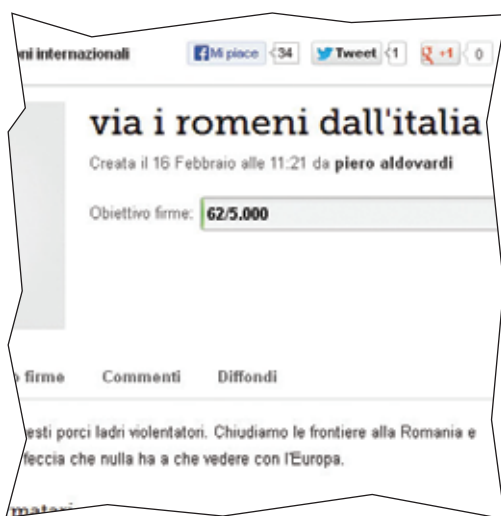 ni internazionali Mi piace 34 Tweet 1 +1 0
via i romeni dall'italia
Creata il 16 Febbraio alle 11:21 da piero aldovardi
Obiettivo firme: 62/5.000
firme Commenti Diffondi
esti porci ladri violentatori. Chiudiamo le frontiere alla Romania e
feccia che nulla ha a che vedere con l'Europa.